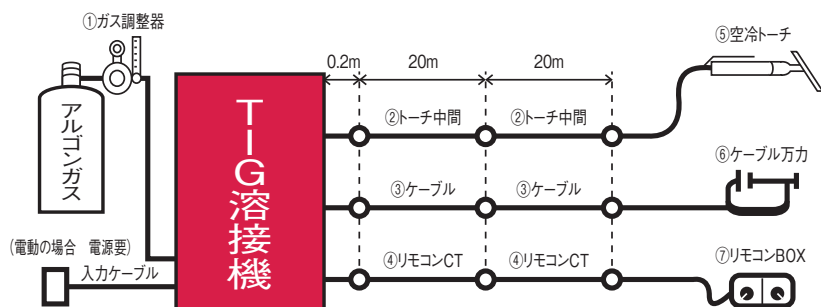 ①ガス調整器
アルゴンガス
(電動の場合　電源要)
入力ケーブル
TIG溶接機
0.2m
20m
20m
②トーチ中間
②トーチ中間
③ケーブル
③ケーブル
④リモコンCT
④リモコンCT
⑤空冷トーチ
⑥ケーブル万力
⑦リモコンBOX